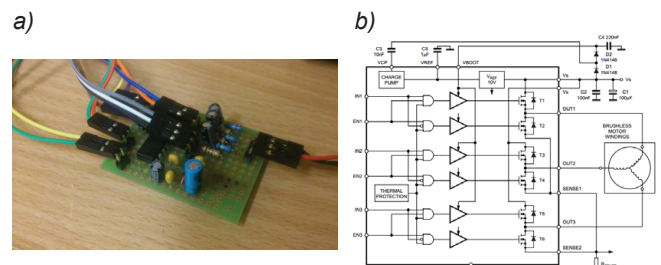 a)
b)
C4 220nF
C3
10nF
C5
1µF
D2
1N4148
D1
1N4148
VCP
VREF
VBOOT
CHARGE
PUMP
Vref
10V
Vs
Vs
Vs
C2
100nF
C1
100µF
IN1
T1
OUT1
EN1
T2
BRUSHLESS
MOTOR
WINDINGS
IN2
T3
OUT2
EN2
T4
THERMAL
PROTECTION
SENSE1
IN3
T5
OUT3
EN3
T6
SENSE2